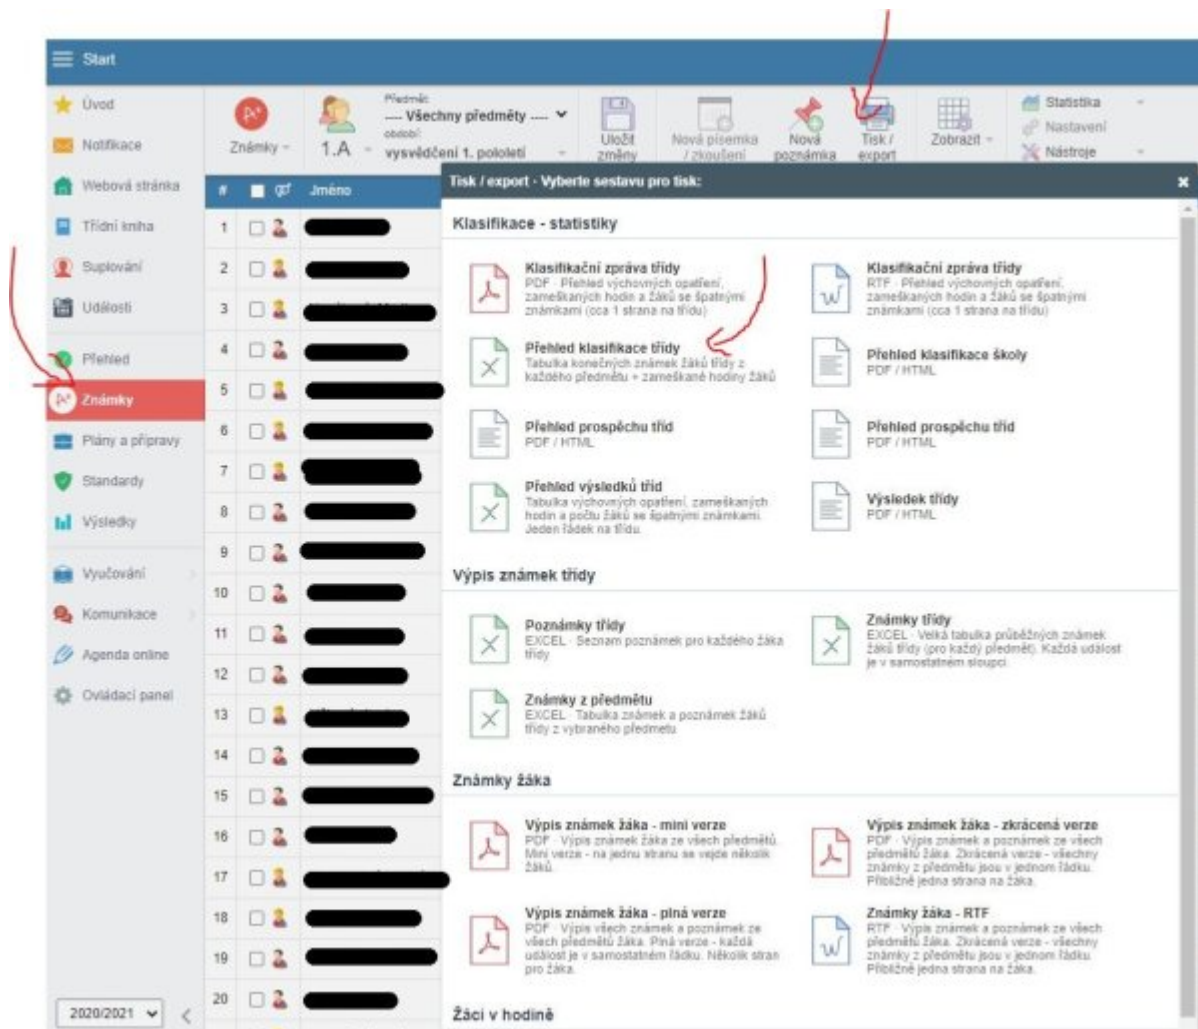 Start
Úvod
Notifikace
Webová stránka
Třídní kniha
Suplování
Události
Přehled
Známky
Plány a přípravy
Standardy
Výsledky
Vyučování
Komunikace
Agenda online
Ovládací panel
2020/2021
Známky
1.A
Předmět:
---- Všechny předměty ----
období:
vysvědčení 1. pololetí
Uložit
změny
Nová písemka
/ zkoušení
Nová
poznámka
Tisk /
export
Zobrazit
Statistika
Nastavení
Nástroje
# Jméno
1
2
3
4
5
6
7
8
9
10
11
12
13
14
15
16
17
18
19
20
Tisk / export - Vyberte sestavu pro tisk:
Klasifikace - statistiky
Klasifikační zpráva třídy
PDF - Přehled výchovných opatření,
zameškaných hodin a žáků se špatnými
známkami (cca 1 strana na třídu)
Klasifikační zpráva třídy
RTF - Přehled výchovných opatření,
zameškaných hodin a žáků se špatnými
známkami (cca 1 strana na třídu)
Přehled klasifikace třídy
Tabulka konečných známek žáků třídy z
každého předmětu + zameškané hodiny žáků
Přehled klasifikace školy
PDF / HTML
Přehled prospěchu tříd
PDF / HTML
Přehled prospěchu tříd
PDF / HTML
Přehled výsledků tříd
Tabulka výchovných opatření, zameškaných
hodin a počtu žáků se špatnými známkami.
Jeden řádek na třídu.
Výsledek třídy
PDF / HTML
Výpis známek třídy
Poznámky třídy
EXCEL - Seznam poznámek pro každého žáka
třídy
Známky třídy
EXCEL - Velká tabulka průběžných známek
žáků třídy (pro každý předmět). Každá událost
je v samostatném sloupci.
Známky z předmětu
EXCEL - Tabulka známek a poznámek žáků
třídy z vybraného předmetu
Známky žáka
Výpis známek žáka - mini verze
PDF - Výpis známek žáka ze všech předmětů.
Mini verze - na jednu stranu se vejde několik
žáků.
Výpis známek žáka - zkrácená verze
PDF - Výpis známek a poznámek ze všech
předmětů žáka. Zkrácená verze - všechny
známky z předmětu jsou v jednom řádku.
Přibližně jedna strana na žáka.
Výpis známek žáka - plná verze
PDF - Výpis všech známek a poznámek ze
všech předmětů žáka. Plná verze - každá
událost je v samostatném řádku. Několik stran
pro žáka.
Známky žáka - RTF
RTF - Výpis známek a poznámek ze všech
předmětů žáka. Zkrácená verze - všechny
známky z předmětu jsou v jednom řádku.
Přibližně jedna strana na žáka.
Žáci v hodině